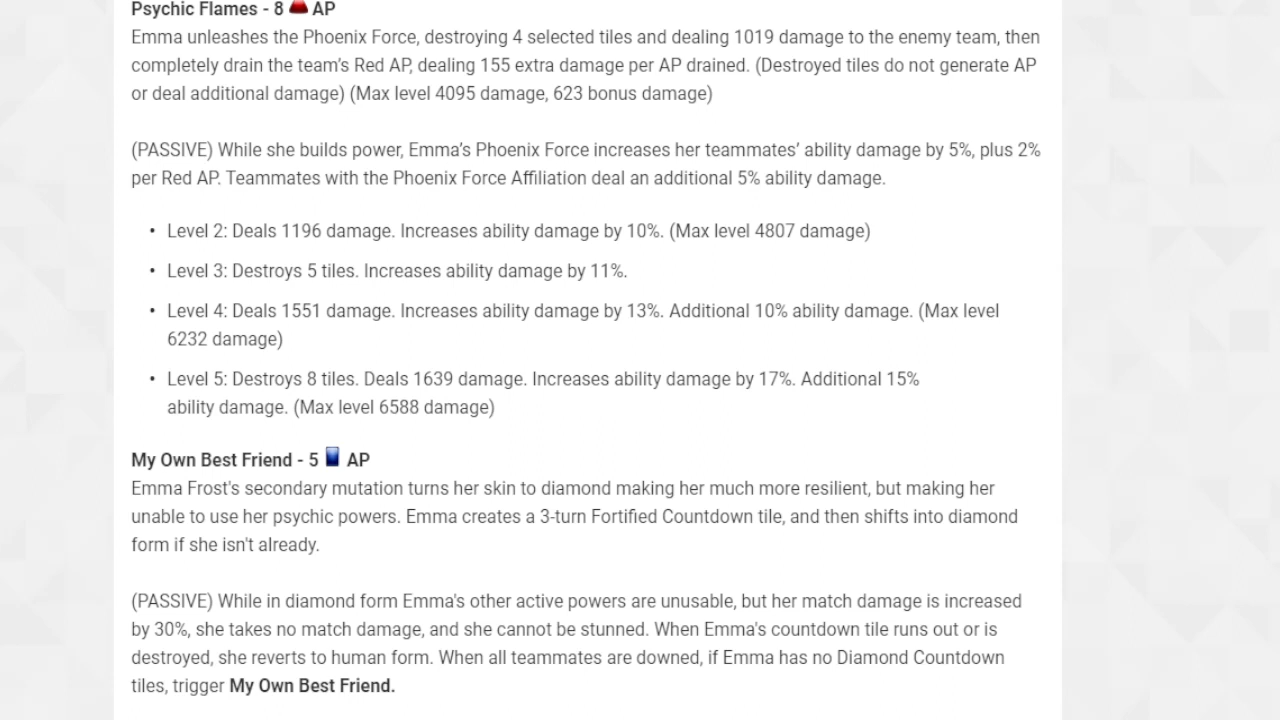 Psychic Flames - 8 AP
Emma unleashes the Phoenix Force, destroying 4 selected tiles and dealing 1019 damage to the enemy team, then
completely drain the team’s Red AP, dealing 155 extra damage per AP drained. (Destroyed tiles do not generate AP
or deal additional damage) (Max level 4095 damage, 623 bonus damage)
(PASSIVE) While she builds power, Emma’s Phoenix Force increases her teammates’ ability damage by 5%, plus 2%
per Red AP. Teammates with the Phoenix Force Affiliation deal an additional 5% ability damage.
• Level 2: Deals 1196 damage. Increases ability damage by 10%. (Max level 4807 damage)
• Level 3: Destroys 5 tiles. Increases ability damage by 11%.
• Level 4: Deals 1551 damage. Increases ability damage by 13%. Additional 10% ability damage. (Max level
6232 damage)
• Level 5: Destroys 8 tiles. Deals 1639 damage. Increases ability damage by 17%. Additional 15%
ability damage. (Max level 6588 damage)
My Own Best Friend - 5 AP
Emma Frost's secondary mutation turns her skin to diamond making her much more resilient, but making her
unable to use her psychic powers. Emma creates a 3-turn Fortified Countdown tile, and then shifts into diamond
form if she isn't already.
(PASSIVE) While in diamond form Emma's other active powers are unusable, but her match damage is increased
by 30%, she takes no match damage, and she cannot be stunned. When Emma's countdown tile runs out or is
destroyed, she reverts to human form. When all teammates are downed, if Emma has no Diamond Countdown
tiles, trigger My Own Best Friend.